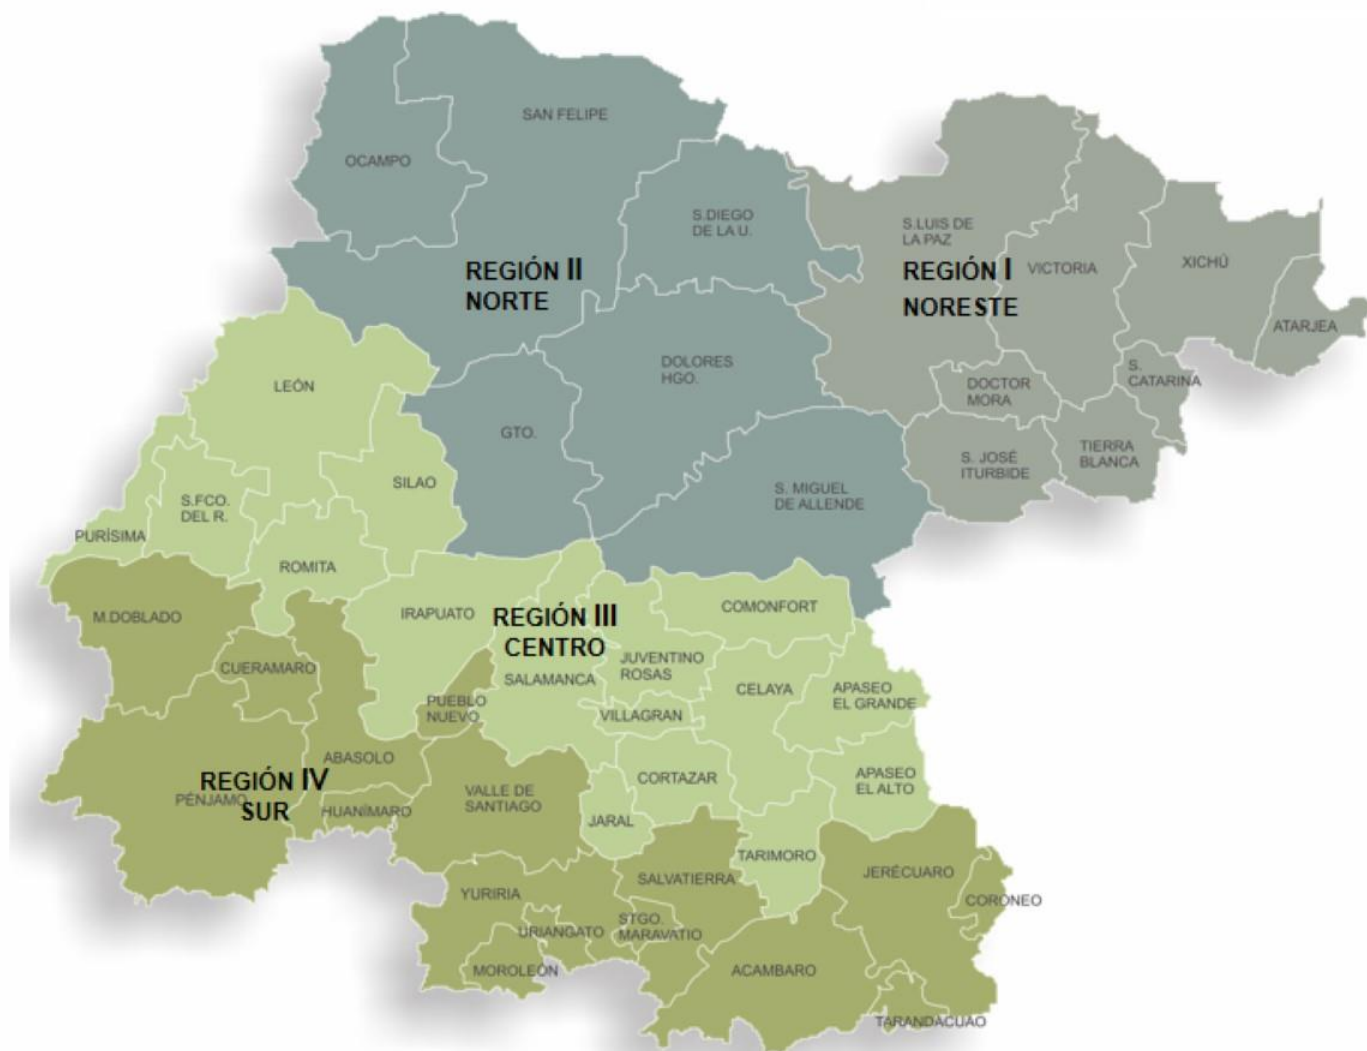 SAN FELIPE
OCAMPO
S.DIEGO
DE LA U.
S.LUIS DE
LA PAZ
VICTORIA
XICHÚ
ATARJEA
REGIÓN II
NORTE
REGIÓN I
NORESTE
DOLORES
HGO.
DOCTOR
MORA
S.
CATARINA
LEÓN
GTO.
TIERRA
BLANCA
S. JOSÉ
ITURBIDE
SILAO
S. MIGUEL
DE ALLENDE
S.FCO.
DEL R.
PURÍSIMA
ROMITA
M.DOBLADO
IRAPUATO
REGIÓN III
CENTRO
COMONFORT
CUERAMARO
JUVENTINO
ROSAS
SALAMANCA
CELAYA
APASEO
EL GRANDE
PUEBLO
NUEVO
VILLAGRAN
ABASOLO
CORTAZAR
APASEO
EL ALTO
REGIÓN IV
SUR
PÉNJAMO
HUANÍMARO
VALLE DE
SANTIAGO
JARAL
TARIMORO
JERÉCUARO
SALVATIERRA
YURIRIA
CORONEO
URIANGATO
STGO.
MARAVATIO
MOROLEÓN
ACAMBARO
TARANDACUAO